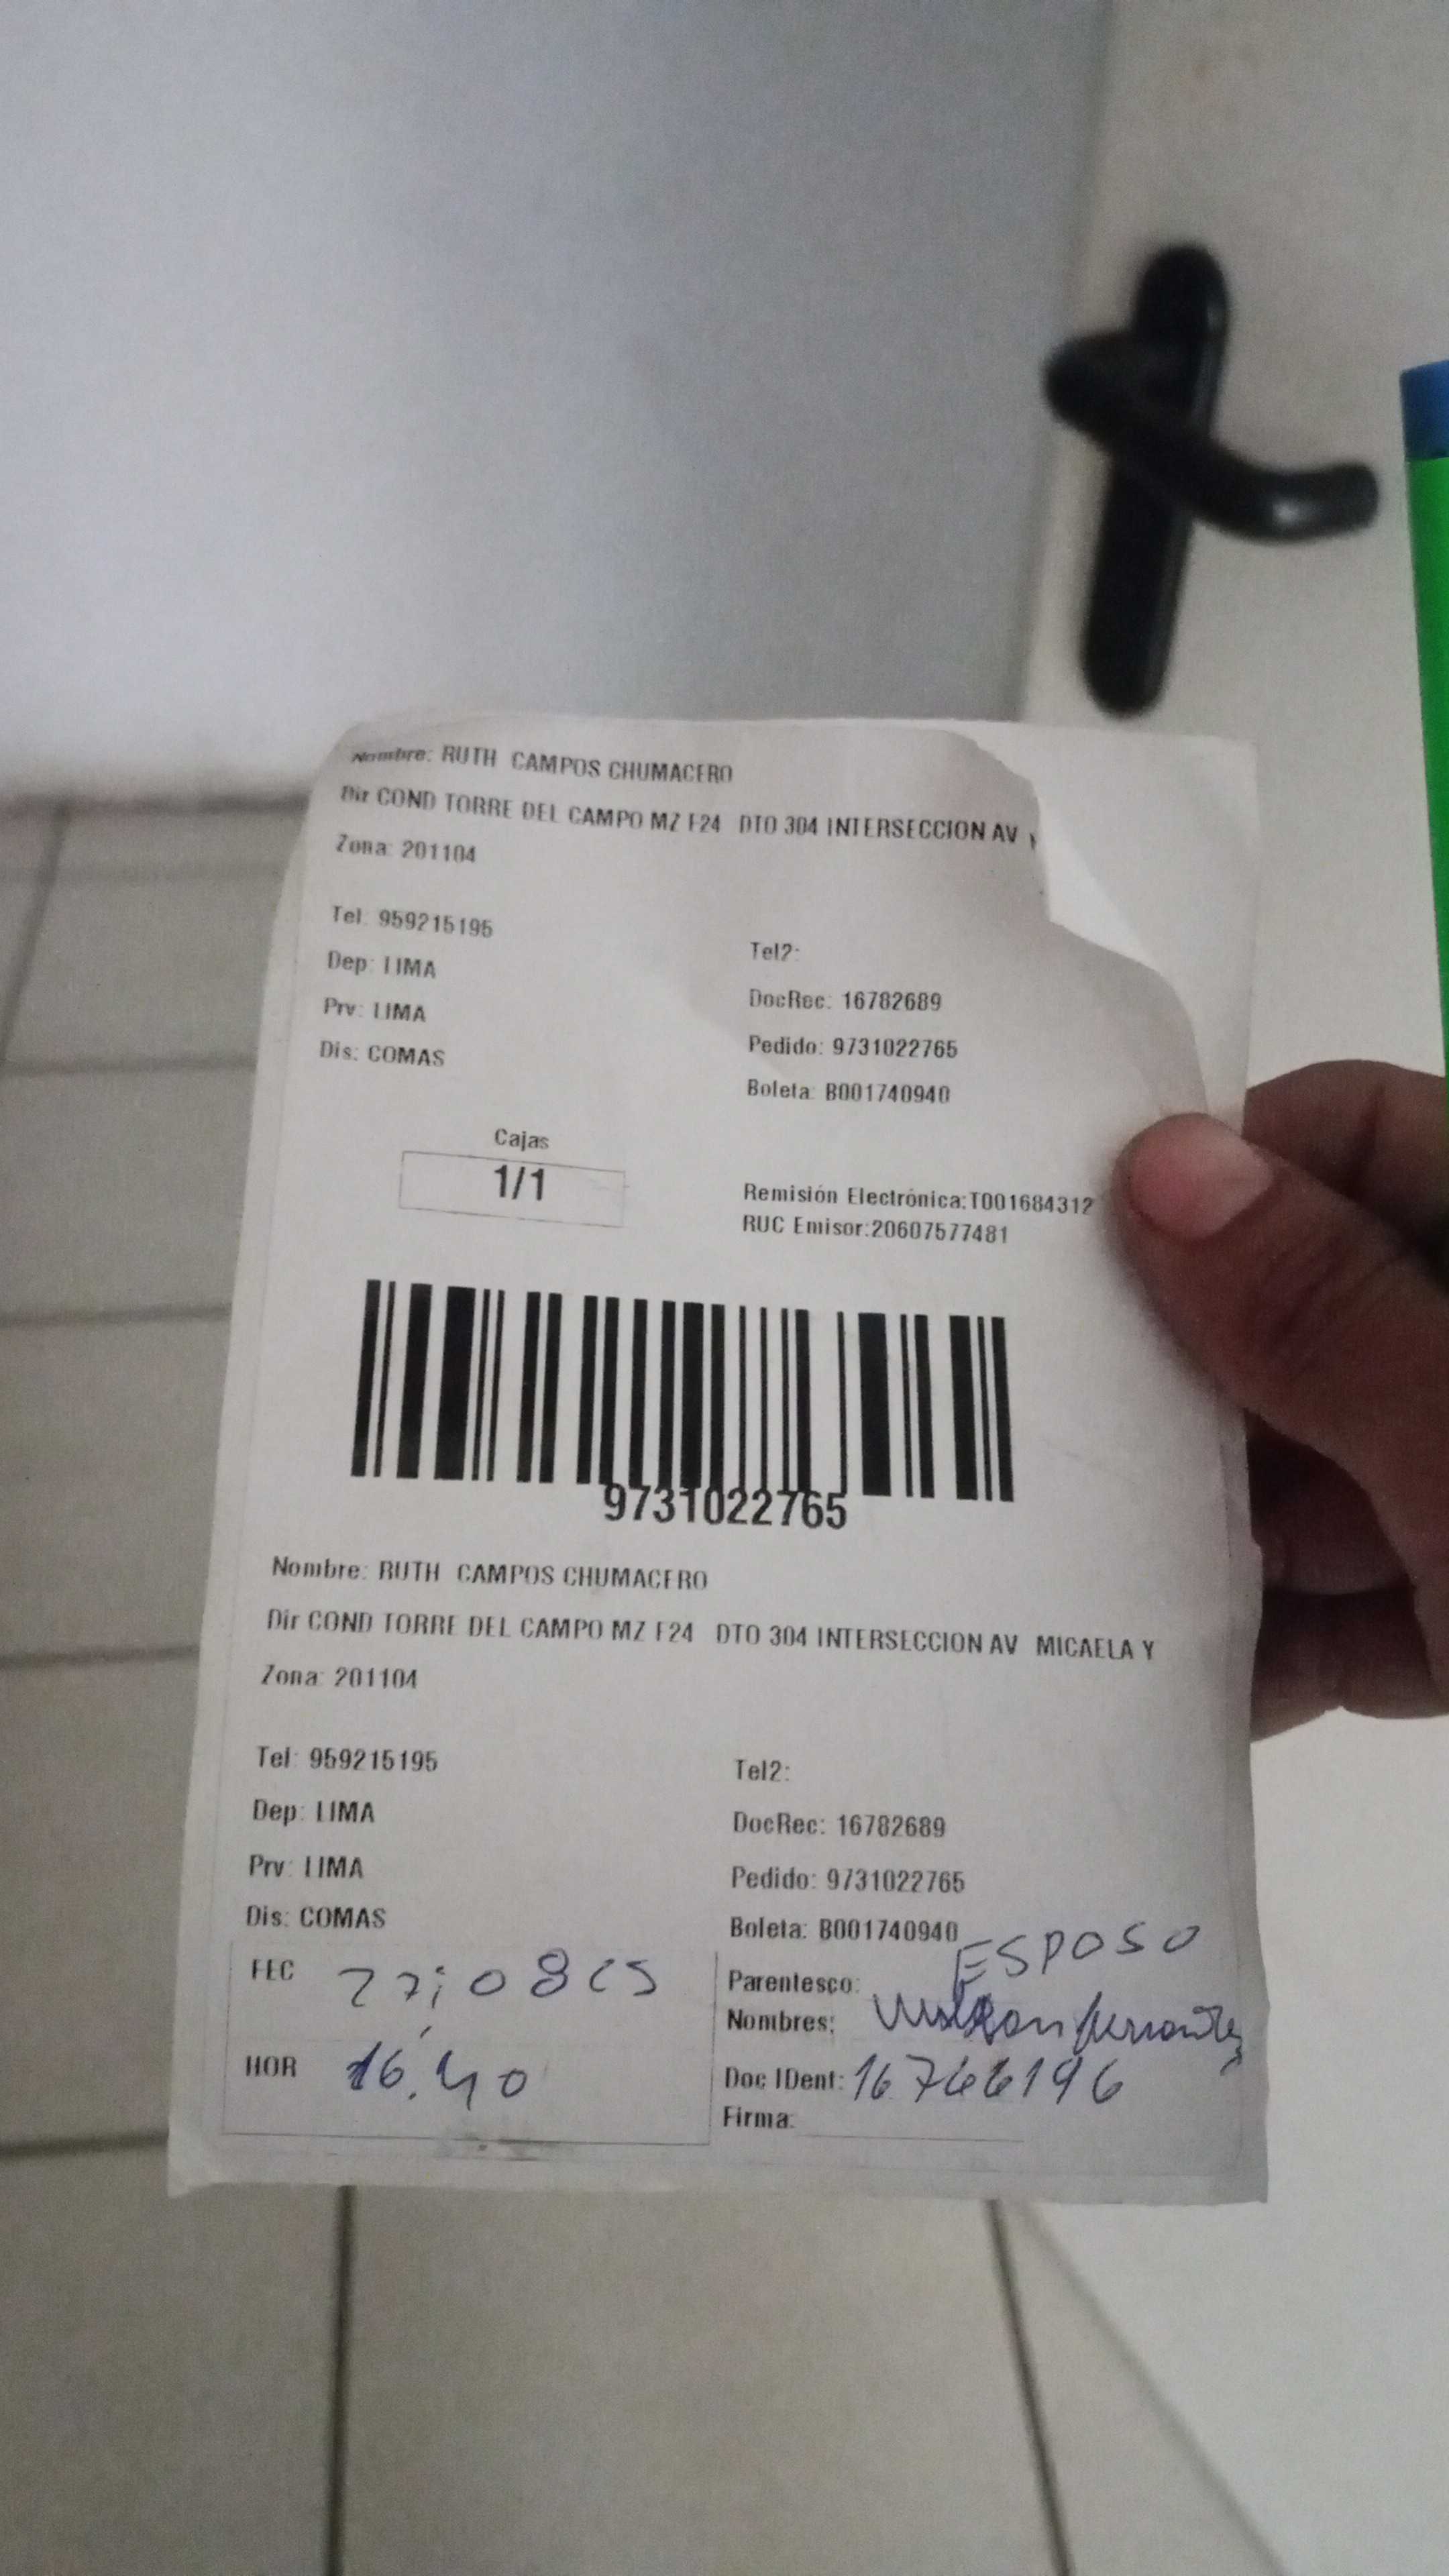 Nombre: RUTH CAMPOS CHUMACERO
Dir COND TORRE DEL CAMPO MZ F24 DTO 304 INTERSECCION AV Y
Zona: 201104
Tel: 959215195
Tel2:
Dep: LIMA
DocRec: 16782689
Prv: LIMA
Pedido: 9731022765
Dis: COMAS
Boleta: B001740940
Cajas
1/1
Remisión Electrónica:T001684312
RUC Emisor:20607577481
9731022765
Nombre: RUTH CAMPOS CHUMACERO
Dir COND TORRE DEL CAMPO MZ F24 DTO 304 INTERSECCION AV MICAELA Y
Zona: 201104
Tel: 959215195
Tel2:
Dep: LIMA
DocRec: 16782689
Prv: LIMA
Pedido: 9731022765
Dis: COMAS
Boleta: B001740940
FEC
Parentesco: ESPOSO
Nombres:
HOR 16.40
Doc IDent: 16766196
Firma: